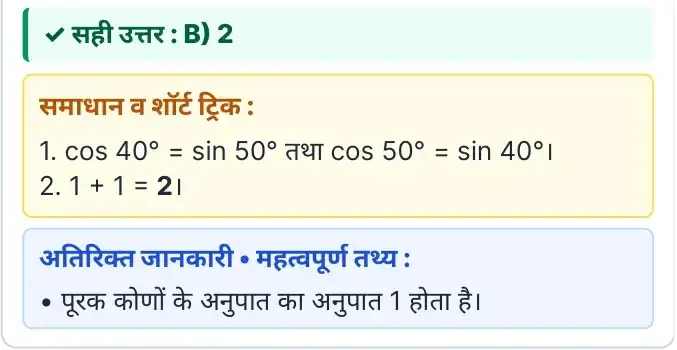 ✓ सही उत्तर : B) 2
समाधान व शॉर्ट ट्रिक :
1. cos 40° = sin 50° तथा cos 50° = sin 40°।
2. 1 + 1 = 2।
अतिरिक्त जानकारी • महत्वपूर्ण तथ्य :
• पूरक कोणों के अनुपात का अनुपात 1 होता है।